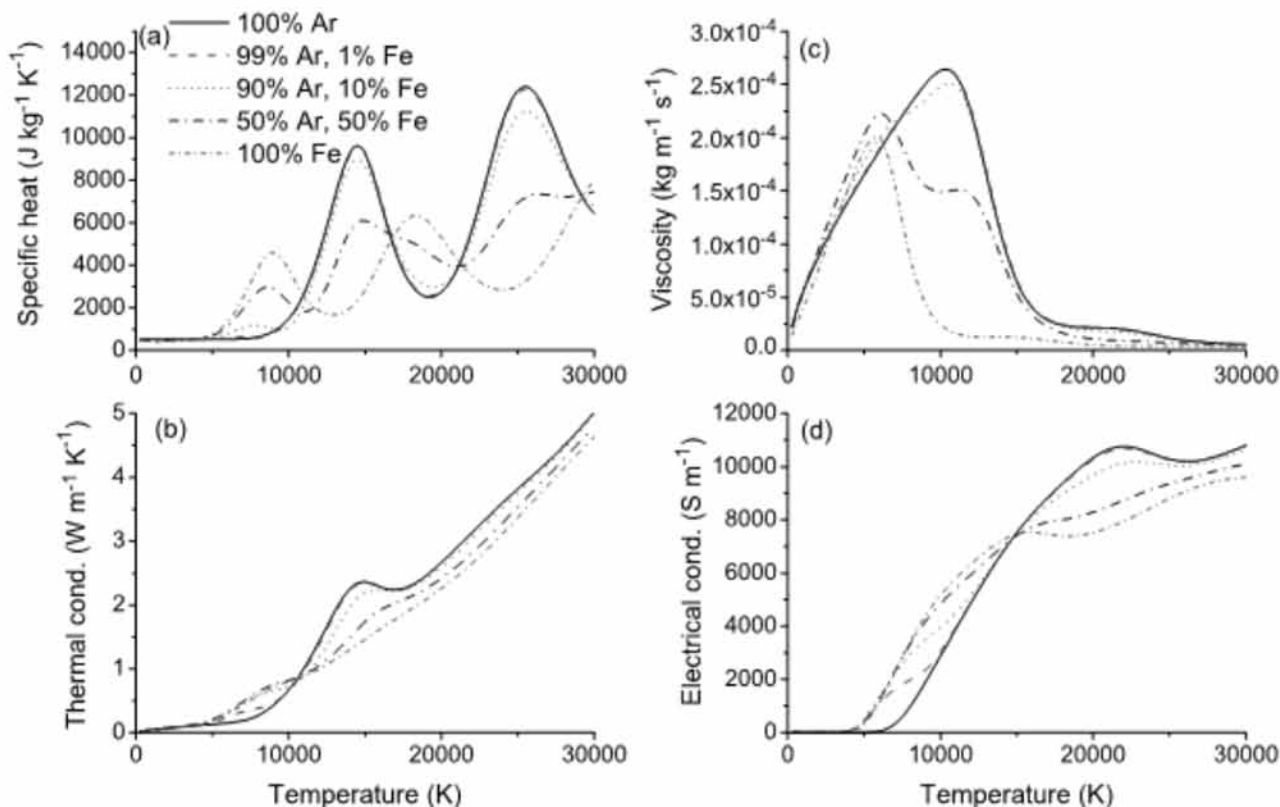 (a)
100% Ar
99% Ar, 1% Fe
90% Ar, 10% Fe
50% Ar, 50% Fe
100% Fe
14000
12000
10000
8000
6000
4000
2000
0
Specific heat (J kg⁻¹ K⁻¹)
0 10000 20000 30000
(c)
3.0x10⁻⁴
2.5x10⁻⁴
2.0x10⁻⁴
1.5x10⁻⁴
1.0x10⁻⁴
5.0x10⁻⁵
0.0
Viscosity (kg m⁻¹ s⁻¹)
0 10000 20000 30000
(b)
5
4
3
2
1
0
Thermal cond. (W m⁻¹ K⁻¹)
0 10000 20000 30000
Temperature (K)
(d)
12000
10000
8000
6000
4000
2000
0
Electrical cond. (S m⁻¹)
0 10000 20000 30000
Temperature (K)